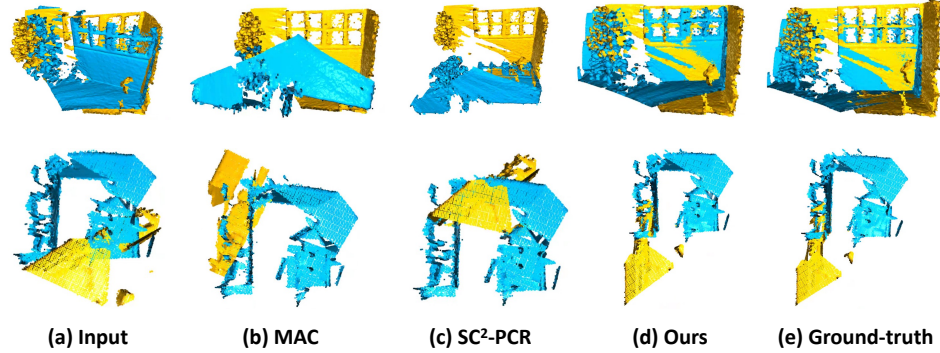 (a) Input
(b) MAC
(c) SC²-PCR
(d) Ours
(e) Ground-truth